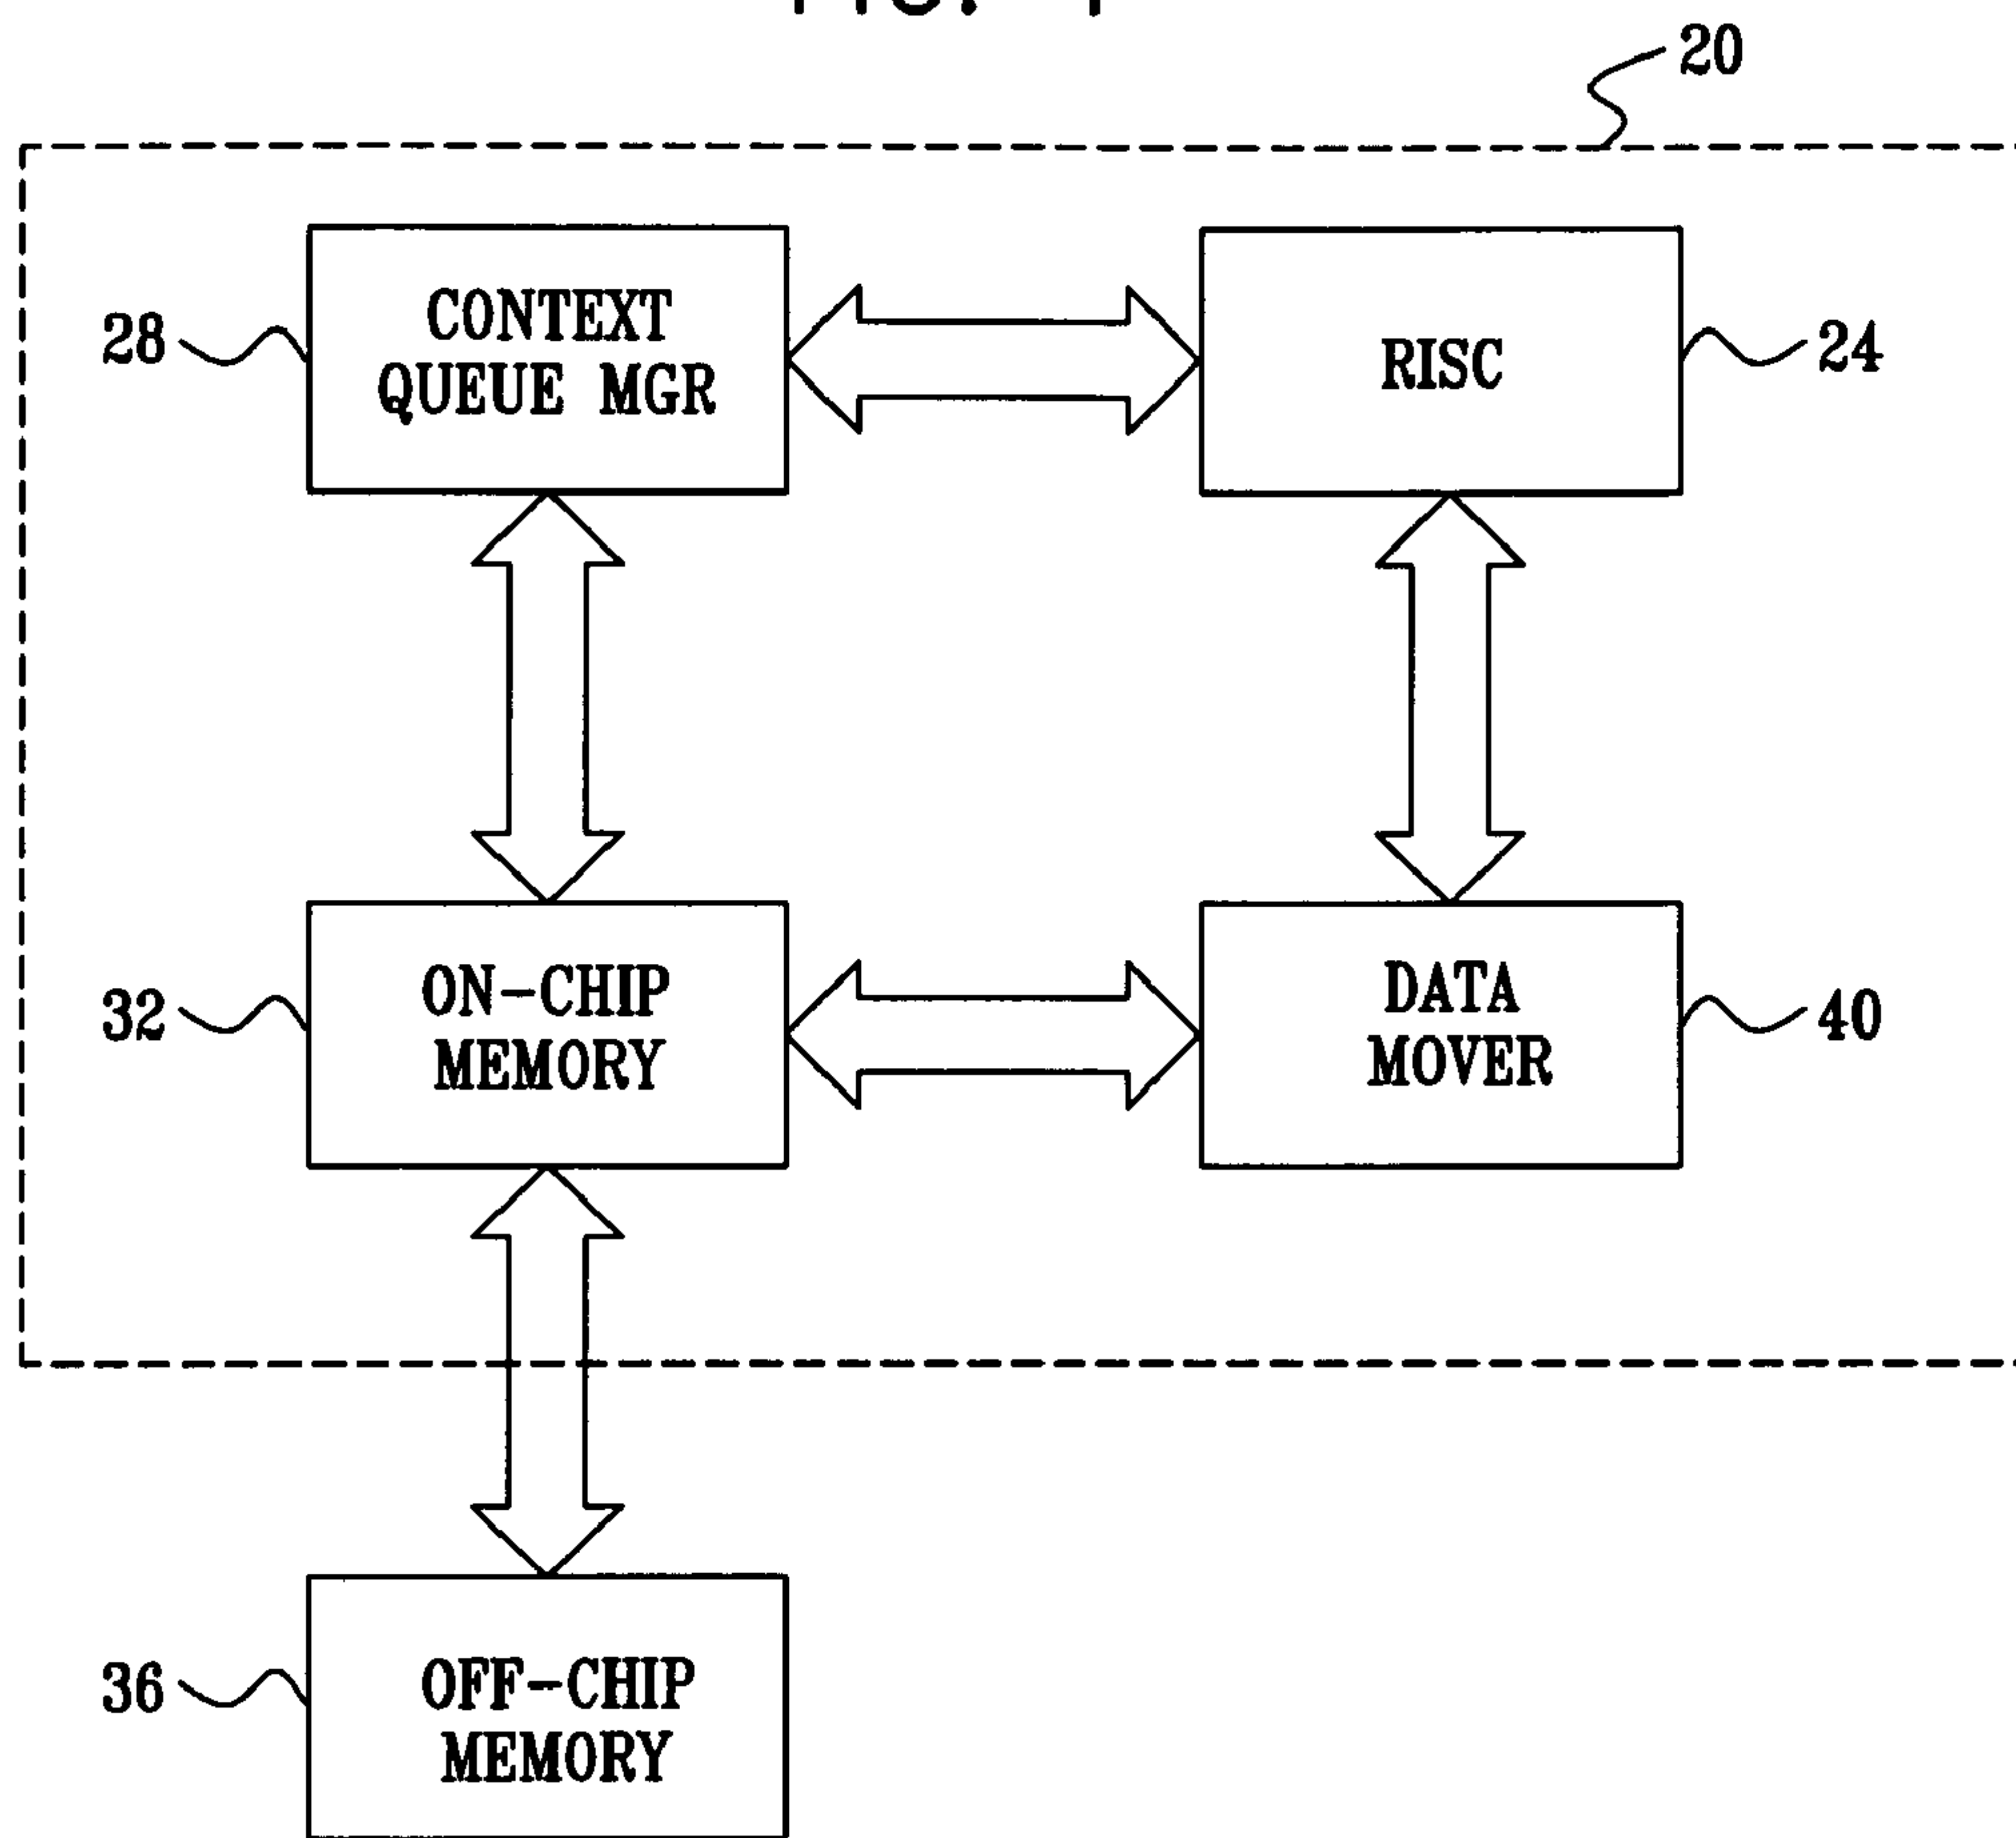 20
CONTEXT
QUEUE MGR
28
RISC
24
ON-CHIP
MEMORY
32
DATA
MOVER
40
OFF-CHIP
MEMORY
36